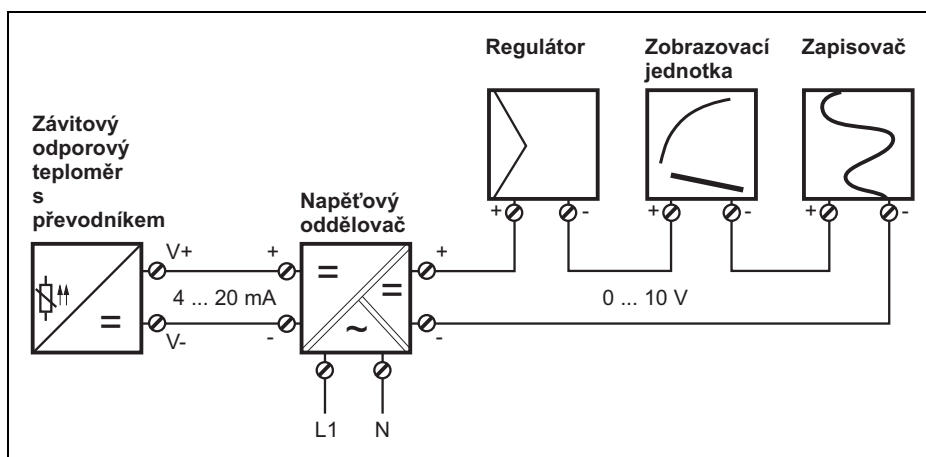 Regulátor
Zobrazovací
jednotka
Zapisovač
Závitový
odporový
teploměr
s
převodníkem
Napěťový
oddělovač
+ -
+ -
+ -
V+ + +
4 ... 20 mA
0 ... 10 V
V- - -
L1 N